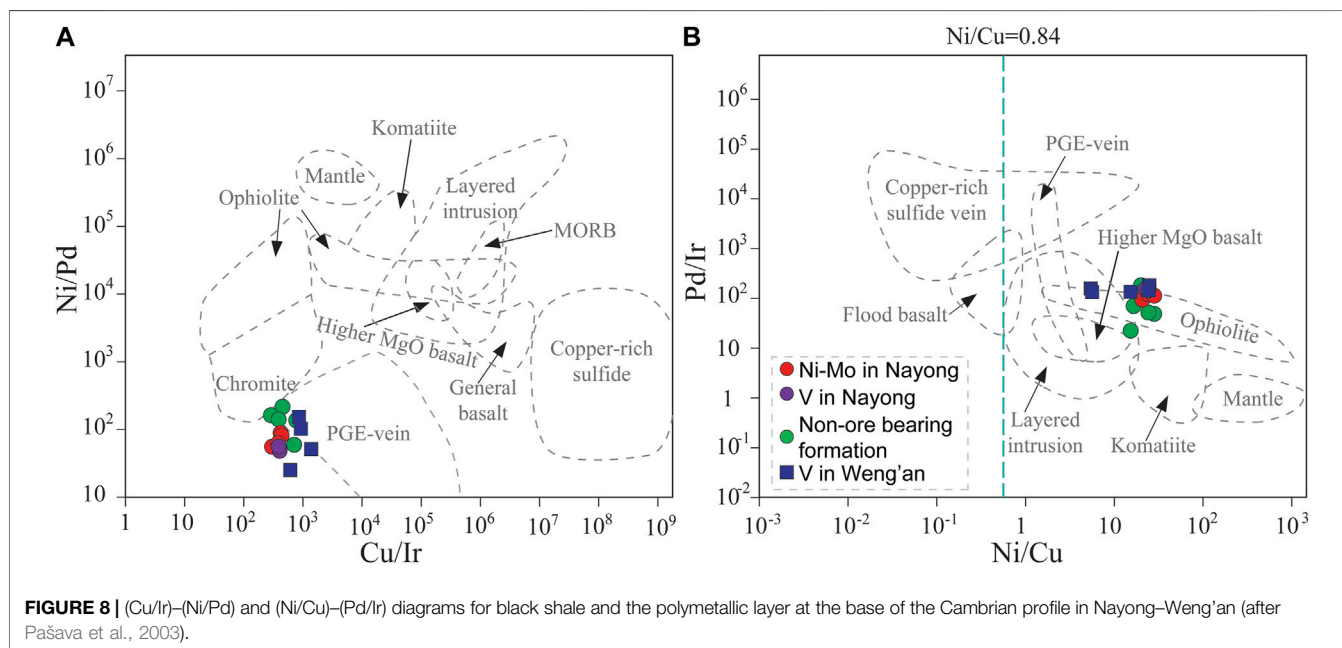 A
Ni/Pd
10⁷
10⁶
10⁵
10⁴
10³
10²
10
Komatiite
Mantle
Ophiolite
Layered
intrusion
MORB
Higher MgO basalt
General
basalt
Copper-rich
sulfide
Chromite
PGE-vein
1 10 10² 10³ 10⁴ 10⁵ 10⁶ 10⁷ 10⁸ 10⁹
Cu/Ir
B
Ni/Cu=0.84
Pd/Ir
10⁶
10⁵
10⁴
10³
10²
10
1
10⁻¹
10⁻²
PGE-vein
Copper-rich
sulfide vein
Higher MgO basalt
Flood basalt
Ophiolite
Layered
intrusion
Komatiite
Mantle
Ni-Mo in Nayong
V in Nayong
Non-ore bearing
formation
V in Weng'an
10⁻³ 10⁻² 10⁻¹ 1 10 10² 10³
Ni/Cu
FIGURE 8 | (Cu/Ir)–(Ni/Pd) and (Ni/Cu)–(Pd/Ir) diagrams for black shale and the polymetallic layer at the base of the Cambrian profile in Nayong–Weng'an (after
Pašava et al., 2003).